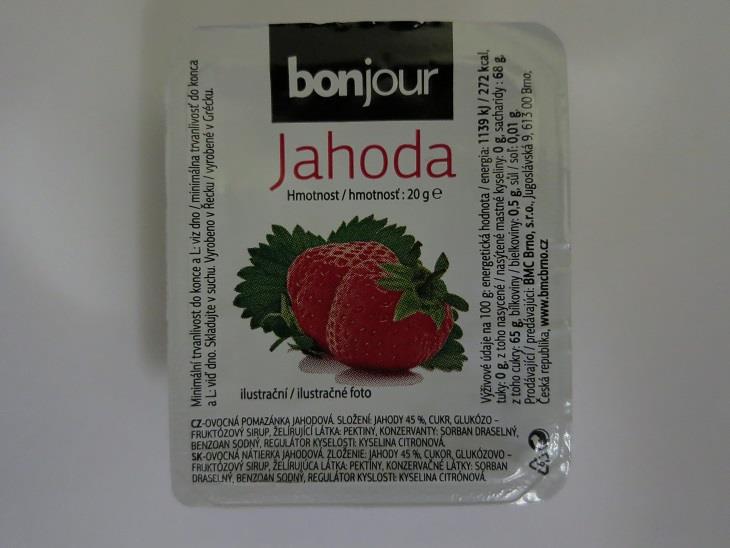 bonjour
Jahoda
Hmotnost / hmotnosť : 20 g ℮
ilustrační / ilustračné foto
Minimální trvanlivost do konce a L: viz dno / minimálna trvanlivosť do konca
a L: viď dno. Skladujte v suchu. Vyrobeno v Řecku / vyrobené v Grécku.
Výživové údaje na 100 g: energetická hodnota / energia: 1139 kJ / 272 kcal,
tuky: 0 g, z toho nasycené / nasýtené mastné kyseliny: 0 g, sacharidy : 68 g,
z toho cukry: 65 g, bílkoviny / bielkoviny: 0,5 g, sůl / soľ: 0,01 g.
Prodávající / predávajúci: BMC Brno, s.r.o., Jugoslávská 9, 613 00 Brno,
Česká republika, www.bmcbrno.cz
CZ-OVOCNÁ POMAZÁNKA JAHODOVÁ. SLOŽENÍ: JAHODY 45 %, CUKR, GLUKÓZO –
FRUKTÓZOVÝ SIRUP, ŽELÍRUJÍCÍ LÁTKA: PEKTINY, KONZERVANTY: SORBAN DRASELNÝ,
BENZOAN SODNÝ, REGULÁTOR KYSELOSTI: KYSELINA CITRONOVÁ.
SK-OVOCNÁ NÁTIERKA JAHODOVÁ. ZLOŽENIE: JAHODY 45 %, CUKOR, GLUKÓZOVO –
FRUKTÓZOVÝ SIRUP, ŽELÍRUJÚCA LÁTKA: PEKTÍNY, KONZERVAČNÉ LÁTKY: SORBAN
DRASELNÝ, BENZOAN SODNÝ, REGULÁTOR KYSLOSTI: KYSELINA CITRÓNOVÁ.